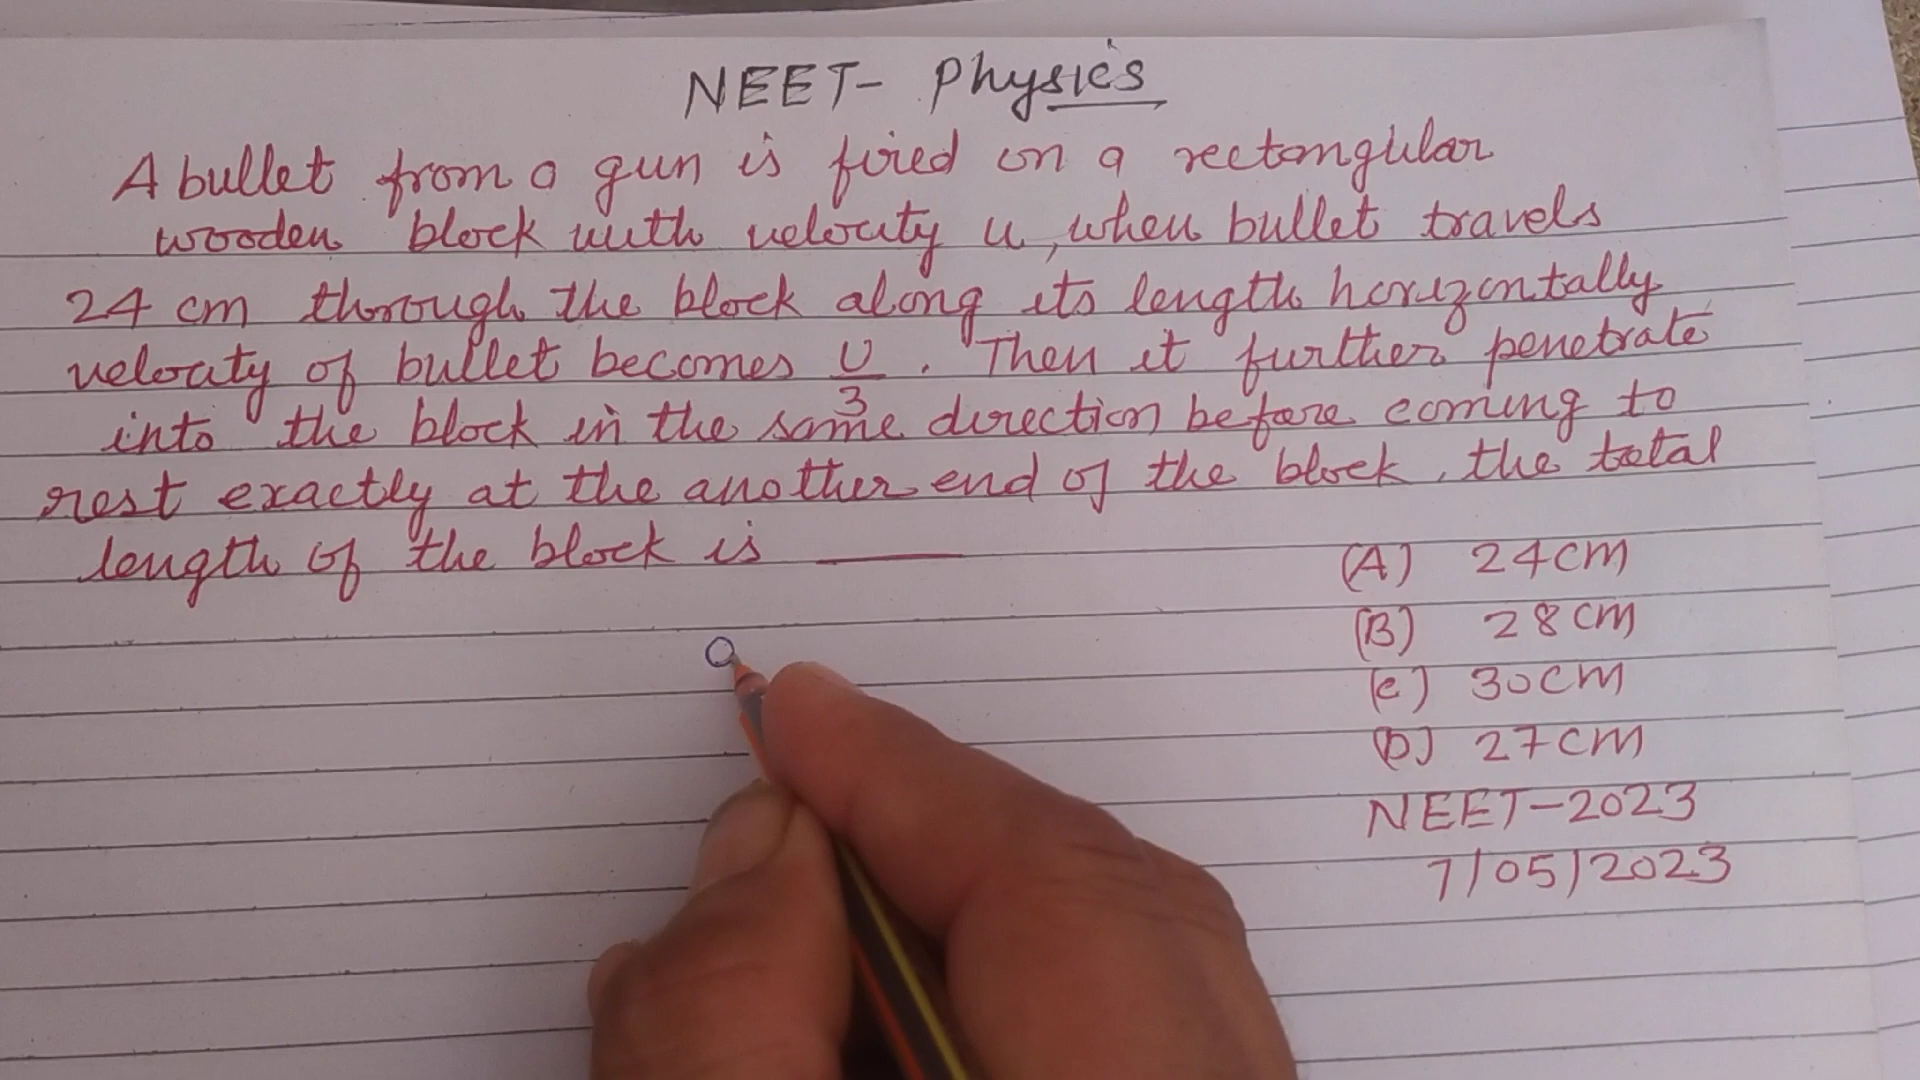 NEET- Physics
A bullet from a gun is fired on a rectangular
wooden block with velocity u, when bullet travels
24 cm through the block along its length horizontally
velocity of bullet becomes U/3. Then it further penetrate
into the block in the same direction before coming to
rest exactly at the another end of the block, the total
length of the block is ____
(A) 24cm
(B) 28cm
(c) 30cm
(D) 27cm
NEET-2023
7/05/2023